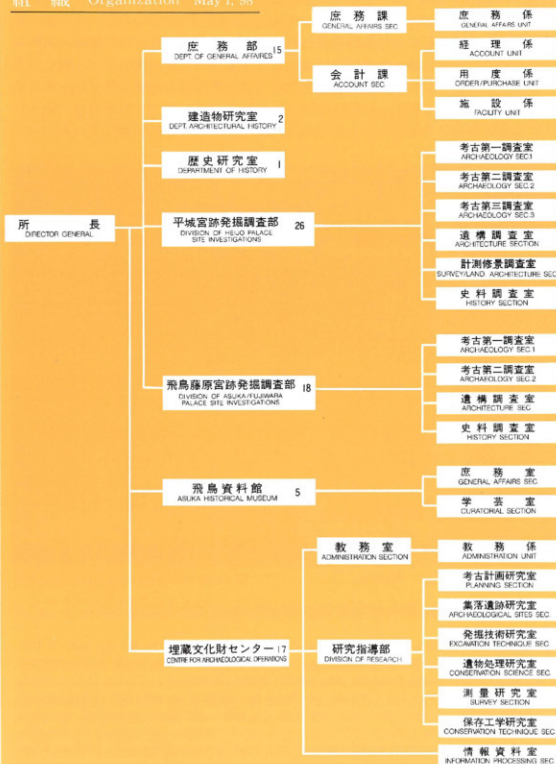 組織 Organization May 1, '98
所長
DIRECTOR GENERAL
庶務部 15
DEPT. OF GENERAL AFFAIRES
庶務課
GENERAL AFFAIRS SEC.
庶務係
GENERAL AFFAIRS UNIT
会計課
ACCOUNT SEC.
経理係
ACCOUNT UNIT
用度係
ORDER/PURCHASE UNIT
施設係
FACILITY UNIT
建造物研究室 2
DEPT. ARCHITECTURAL HISTORY
歴史研究室 1
DEPARTMENT OF HISTORY
平城宮跡発掘調査部 26
DIVISION OF HEIJO PALACE
SITE INVESTIGATIONS
考古第一調査室
ARCHAEOLOGY SEC.1
考古第二調査室
ARCHAEOLOGY SEC.2
考古第三調査室
ARCHAEOLOGY SEC.3
遺構調査室
ARCHITECTURE SECTION
計測修景調査室
SURVEY/LAND. ARCHITECTURE SEC.
史料調査室
HISTORY SECTION
飛鳥藤原宮跡発掘調査部 18
DIVISION OF ASUKA/FUJIWARA
PALACE SITE INVESTIGATIONS
考古第一調査室
ARCHAEOLOGY SEC.1
考古第二調査室
ARCHAEOLOGY SEC.2
遺構調査室
ARCHITECTURE SEC.
史料調査室
HISTORY SECTION
飛鳥資料館 5
ASUKA HISTORICAL MUSEUM
庶務室
GENERAL AFFAIRS SEC.
学芸室
CURATORIAL SECTION
埋蔵文化財センター 17
CENTRE FOR ARCHAEOLOGICAL OPERATIONS
教務室
ADMINISTRATION SECTION
教務係
ADMINISTRATION UNIT
研究指導部
DIVISION OF RESEARCH
考古計画研究室
PLANNING SECTION
集落遺跡研究室
ARCHAEOLOGICAL SITES SEC.
発掘技術研究室
EXCAVATION TECHNIQUE SEC.
遺物処理研究室
CONSERVATION SCIENCE SEC.
測量研究室
SURVEY SECTION
保存工学研究室
CONSERVATION TECHNIQUE SEC.
情報資料室
INFORMATION PROCESSING SEC.